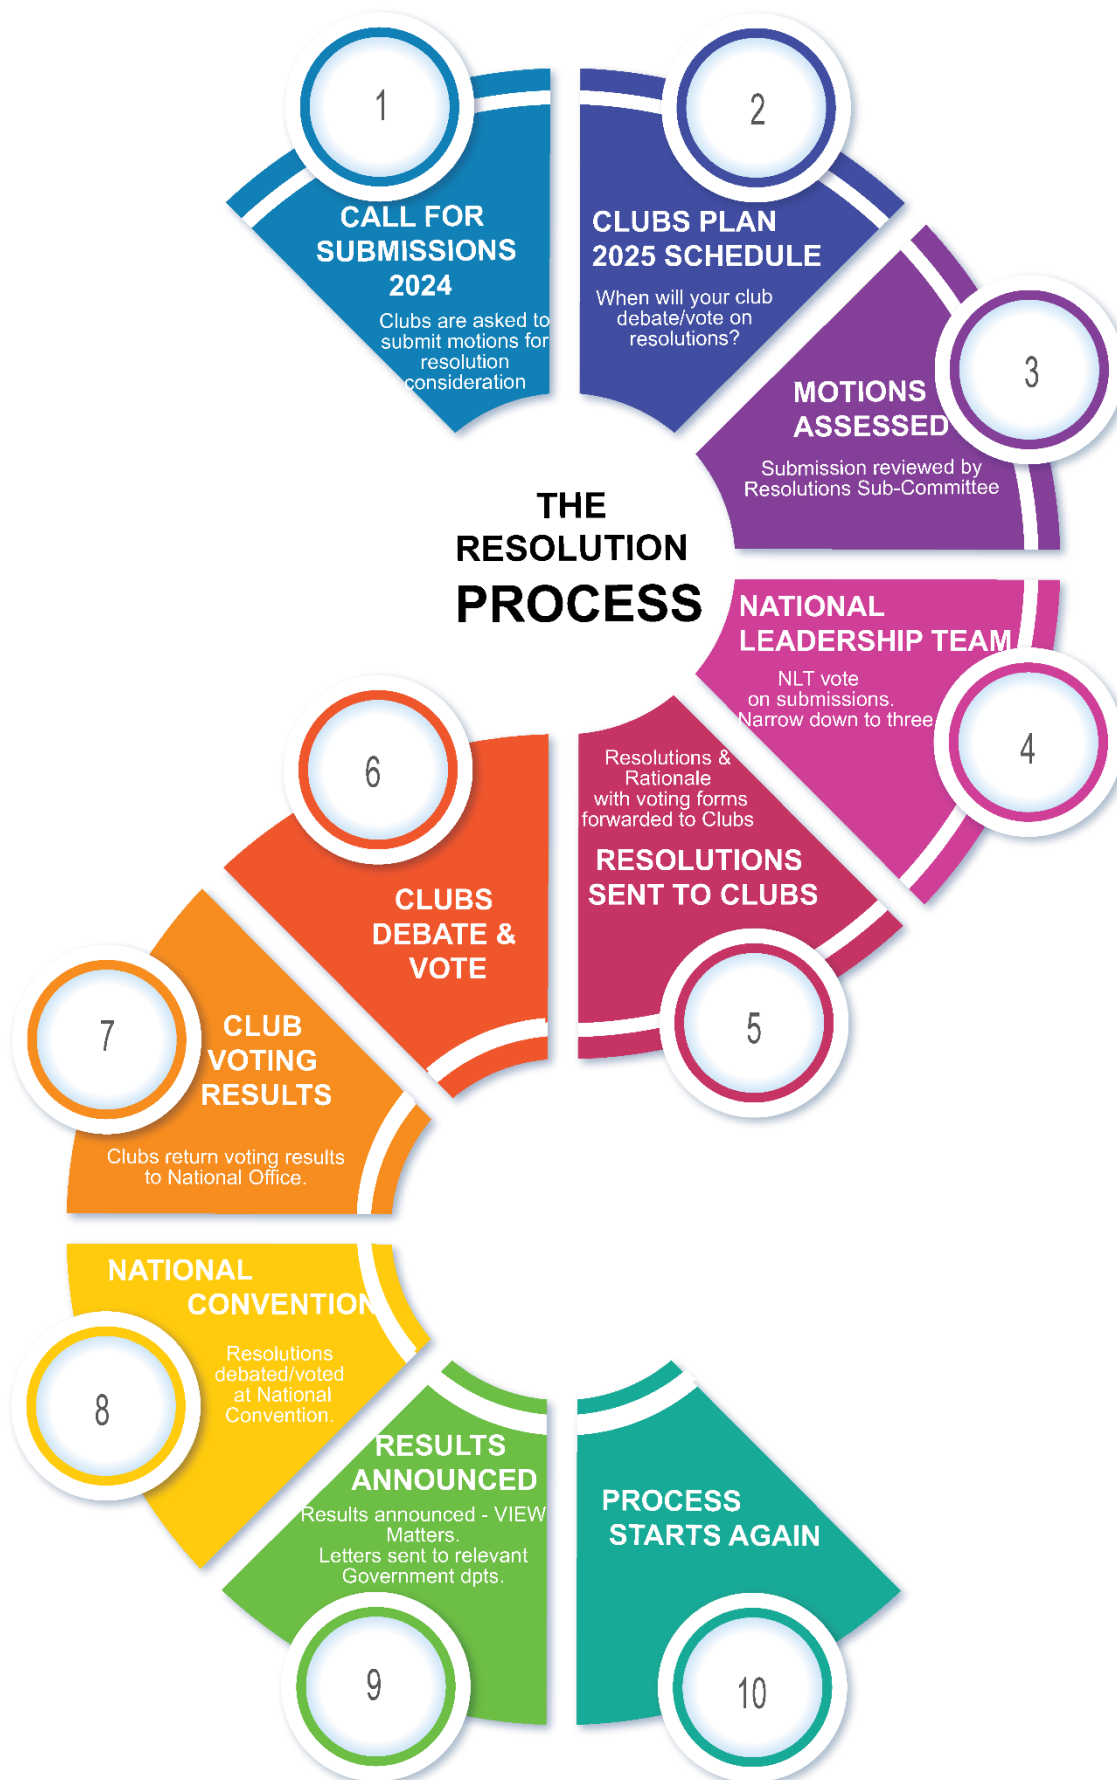 1
CALL FOR
SUBMISSIONS
2024
Clubs are asked to
submit motions for
resolution
consideration
2
CLUBS PLAN
2025 SCHEDULE
When will your club
debate/vote on
resolutions?
3
MOTIONS
ASSESSED
Submission reviewed by
Resolutions Sub-Committee
THE
RESOLUTION
PROCESS
NATIONAL
LEADERSHIP TEAM
NLT vote
on submissions.
Narrow down to three.
4
Resolutions &
Rationale
with voting forms
forwarded to Clubs
RESOLUTIONS
SENT TO CLUBS
5
6
CLUBS
DEBATE &
VOTE
7
CLUB
VOTING
RESULTS
Clubs return voting results
to National Office.
NATIONAL
CONVENTION
Resolutions
debated/voted
at National
Convention.
8
RESULTS
ANNOUNCED
Results announced - VIEW
Matters.
Letters sent to relevant
Government dpts.
9
PROCESS
STARTS AGAIN
10